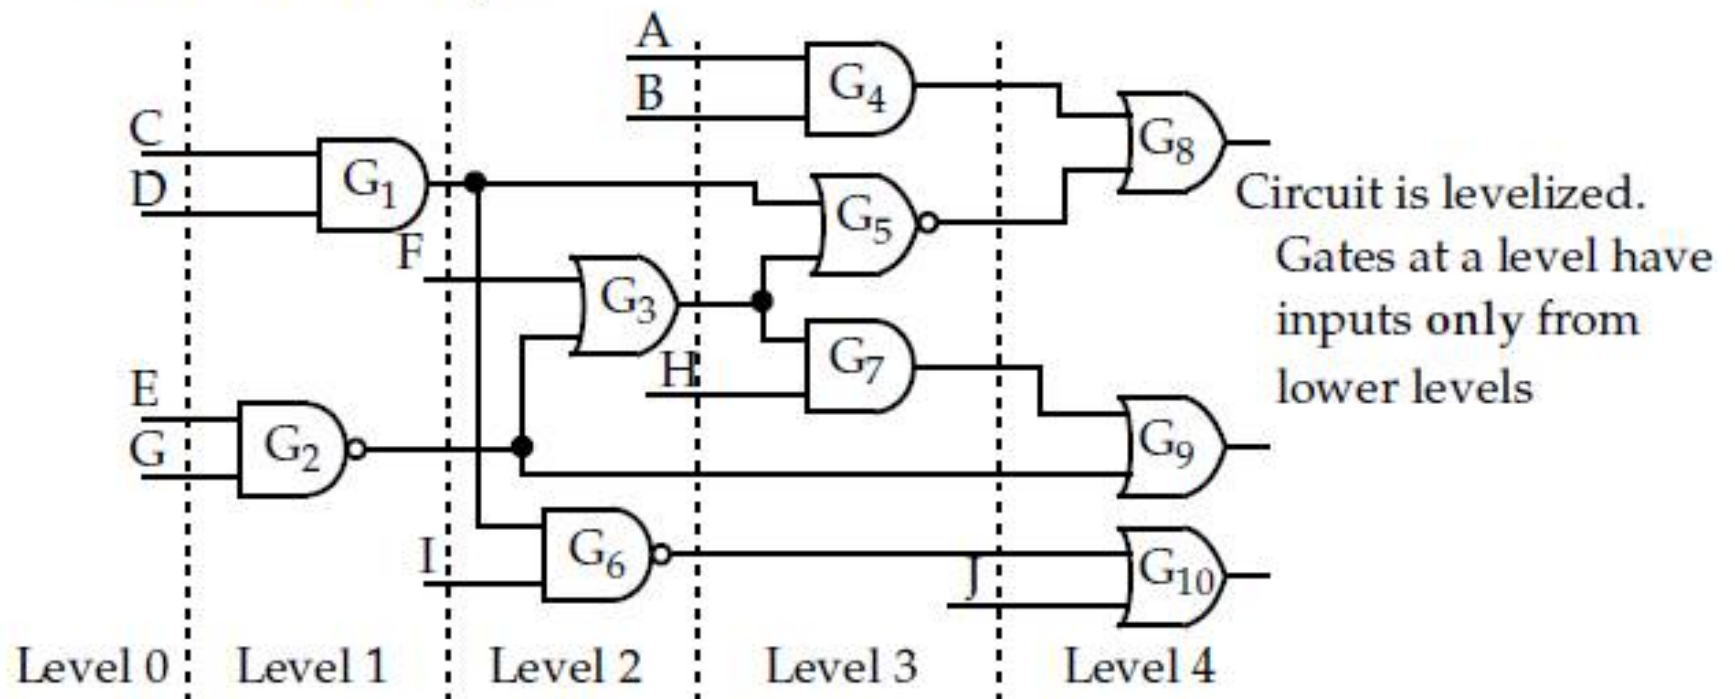 A
B
G₄
C
D
G₁
G₈
G₅
Circuit is levelized.
Gates at a level have
inputs only from
lower levels
F
G₃
H
G₇
E
G
G₂
G₉
I
G₆
J
G₁₀
Level 0
Level 1
Level 2
Level 3
Level 4